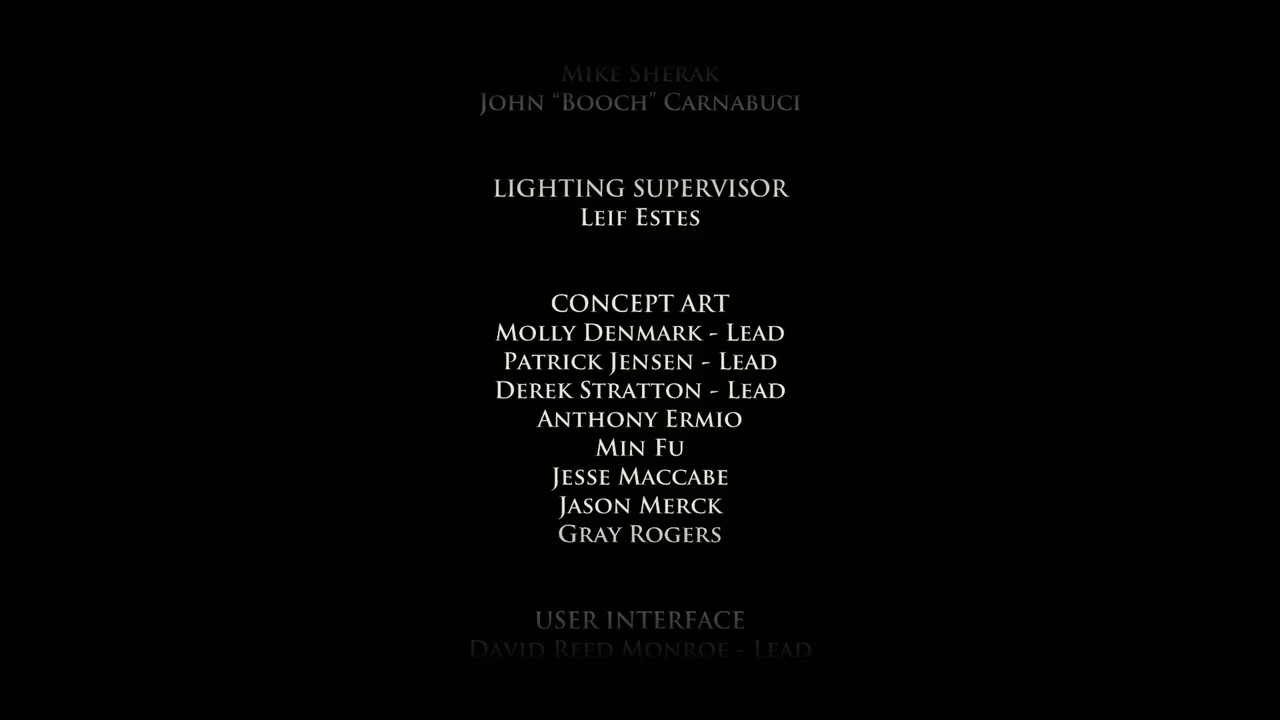 Mike Sherak
John “Booch” Carnabuci
LIGHTING SUPERVISOR
Leif Estes
CONCEPT ART
Molly Denmark - Lead
Patrick Jensen - Lead
Derek Stratton - Lead
Anthony Ermio
Min Fu
Jesse Maccabe
Jason Merck
Gray Rogers
USER INTERFACE
David Reed Monroe - Lead